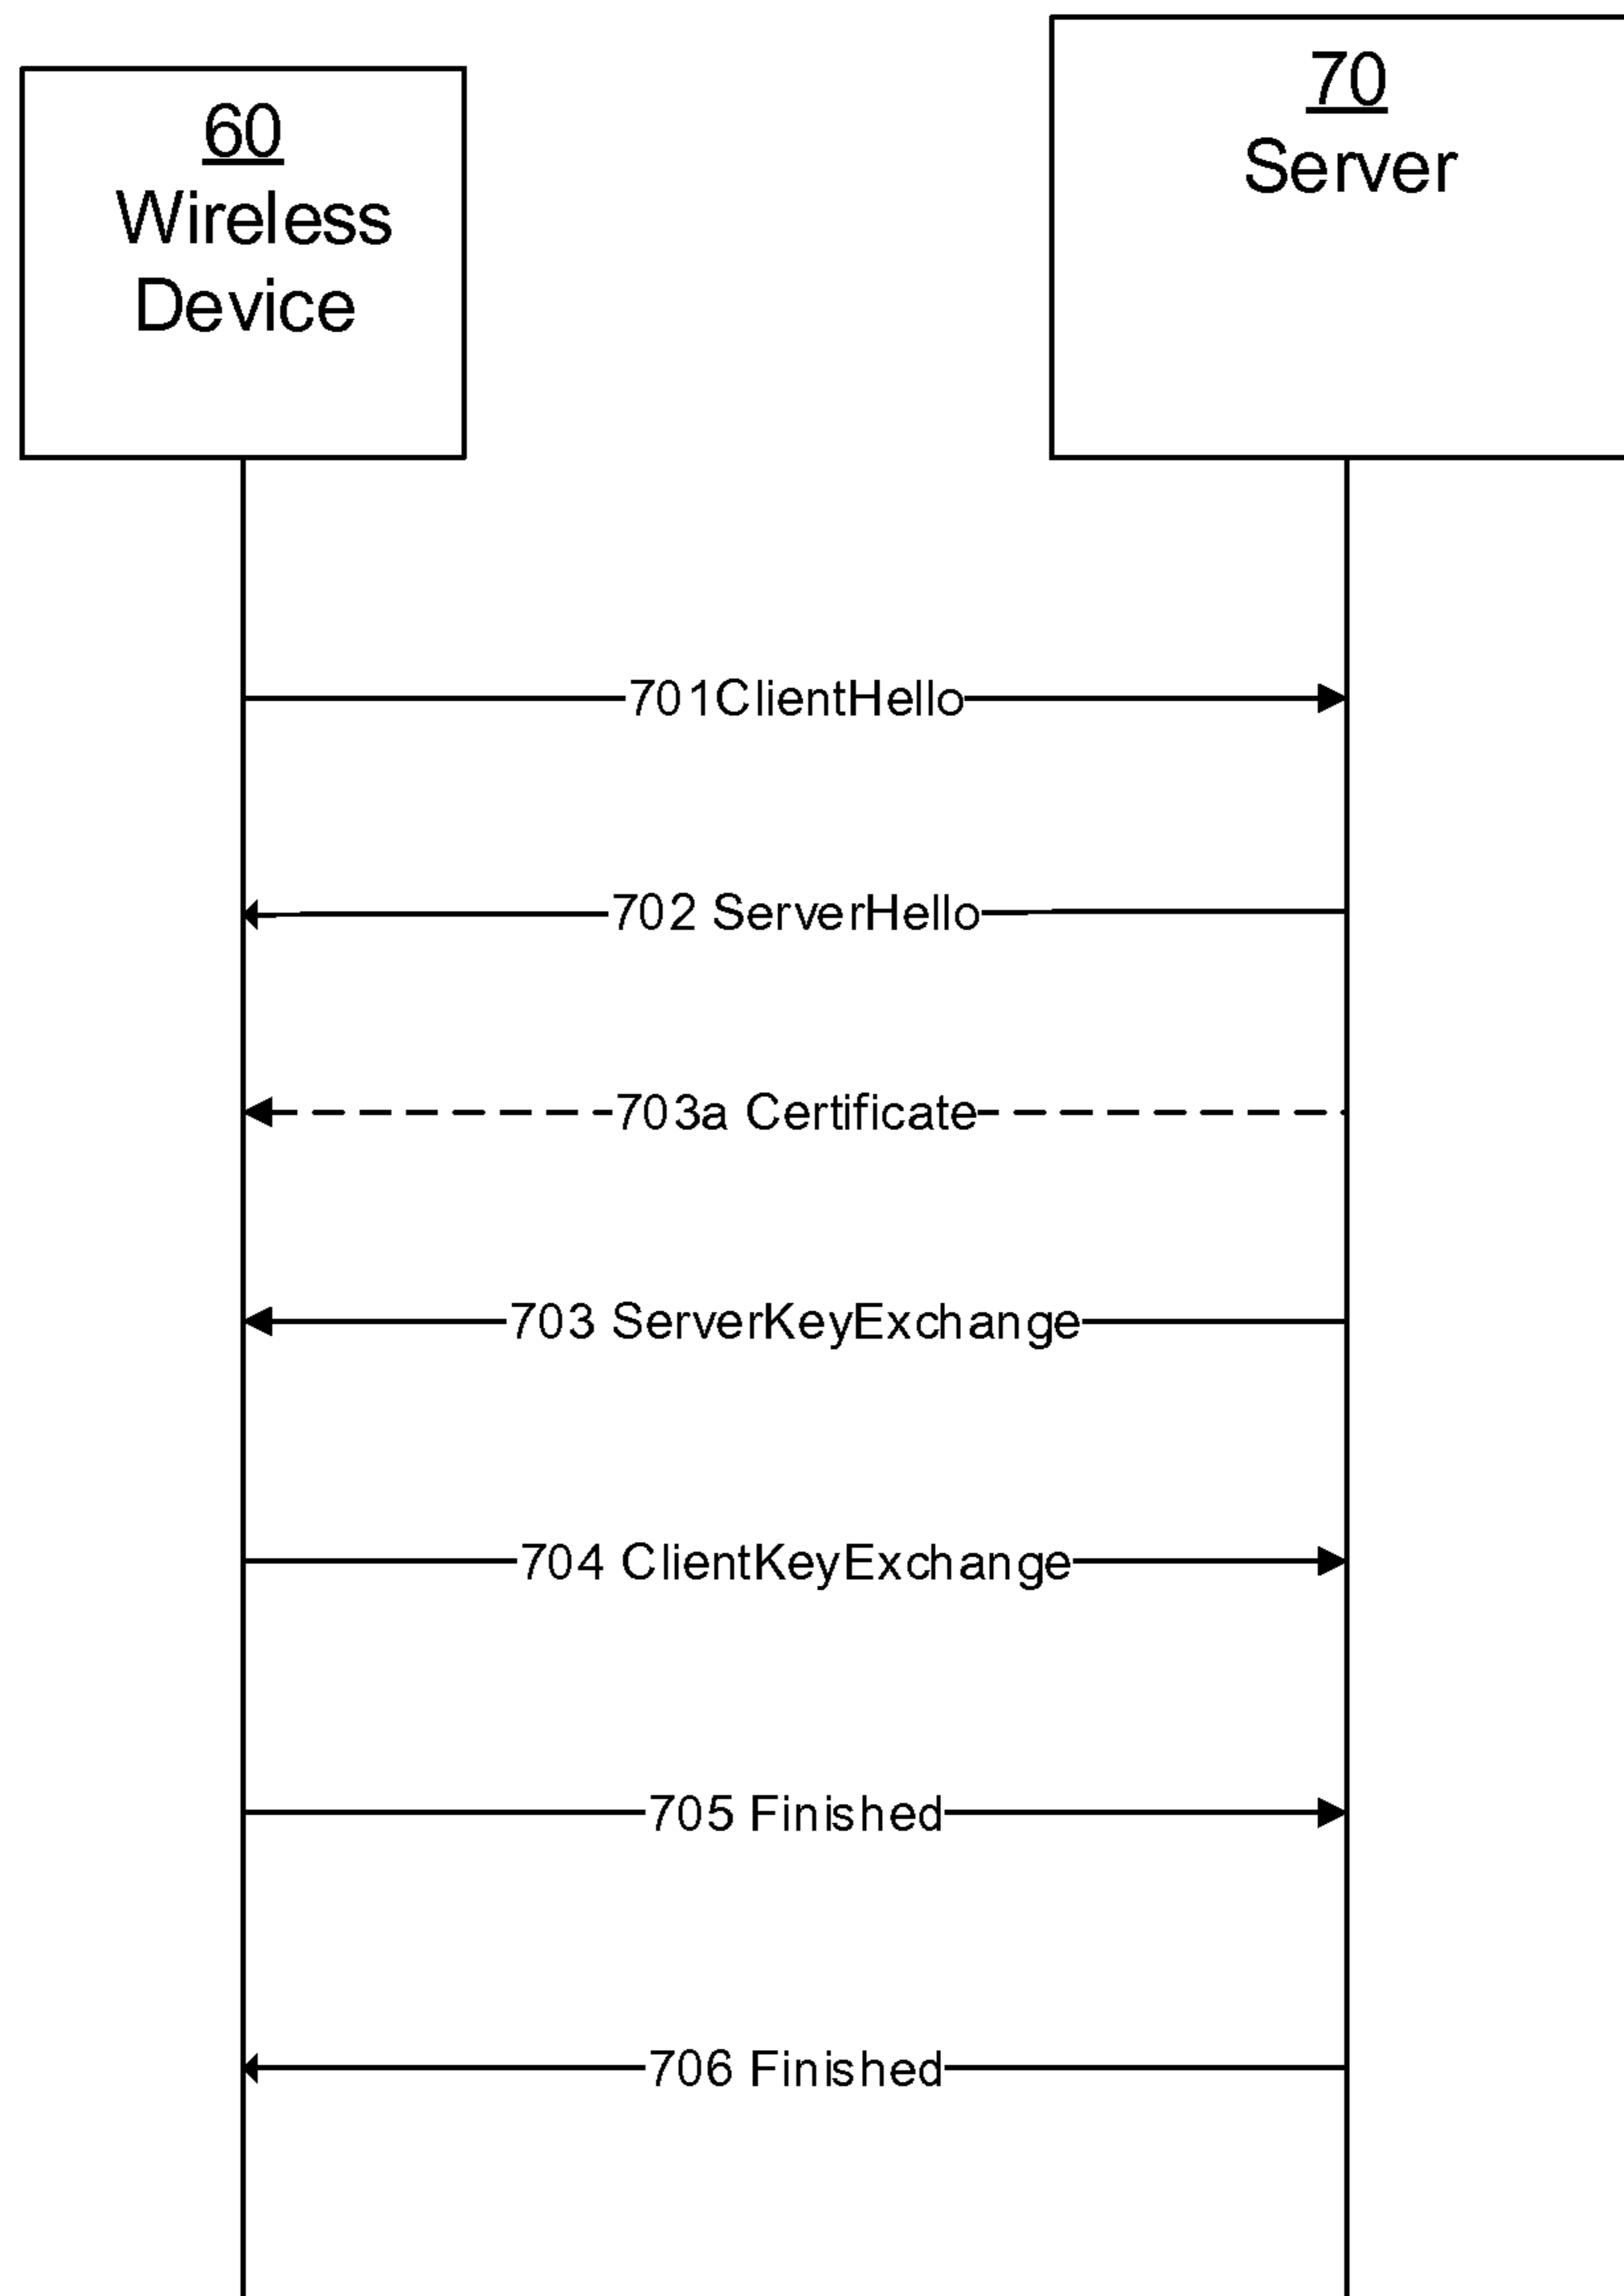 60
Wireless
Device
70
Server
701ClientHello
702 ServerHello
703a Certificate
703 ServerKeyExchange
704 ClientKeyExchange
705 Finished
706 Finished